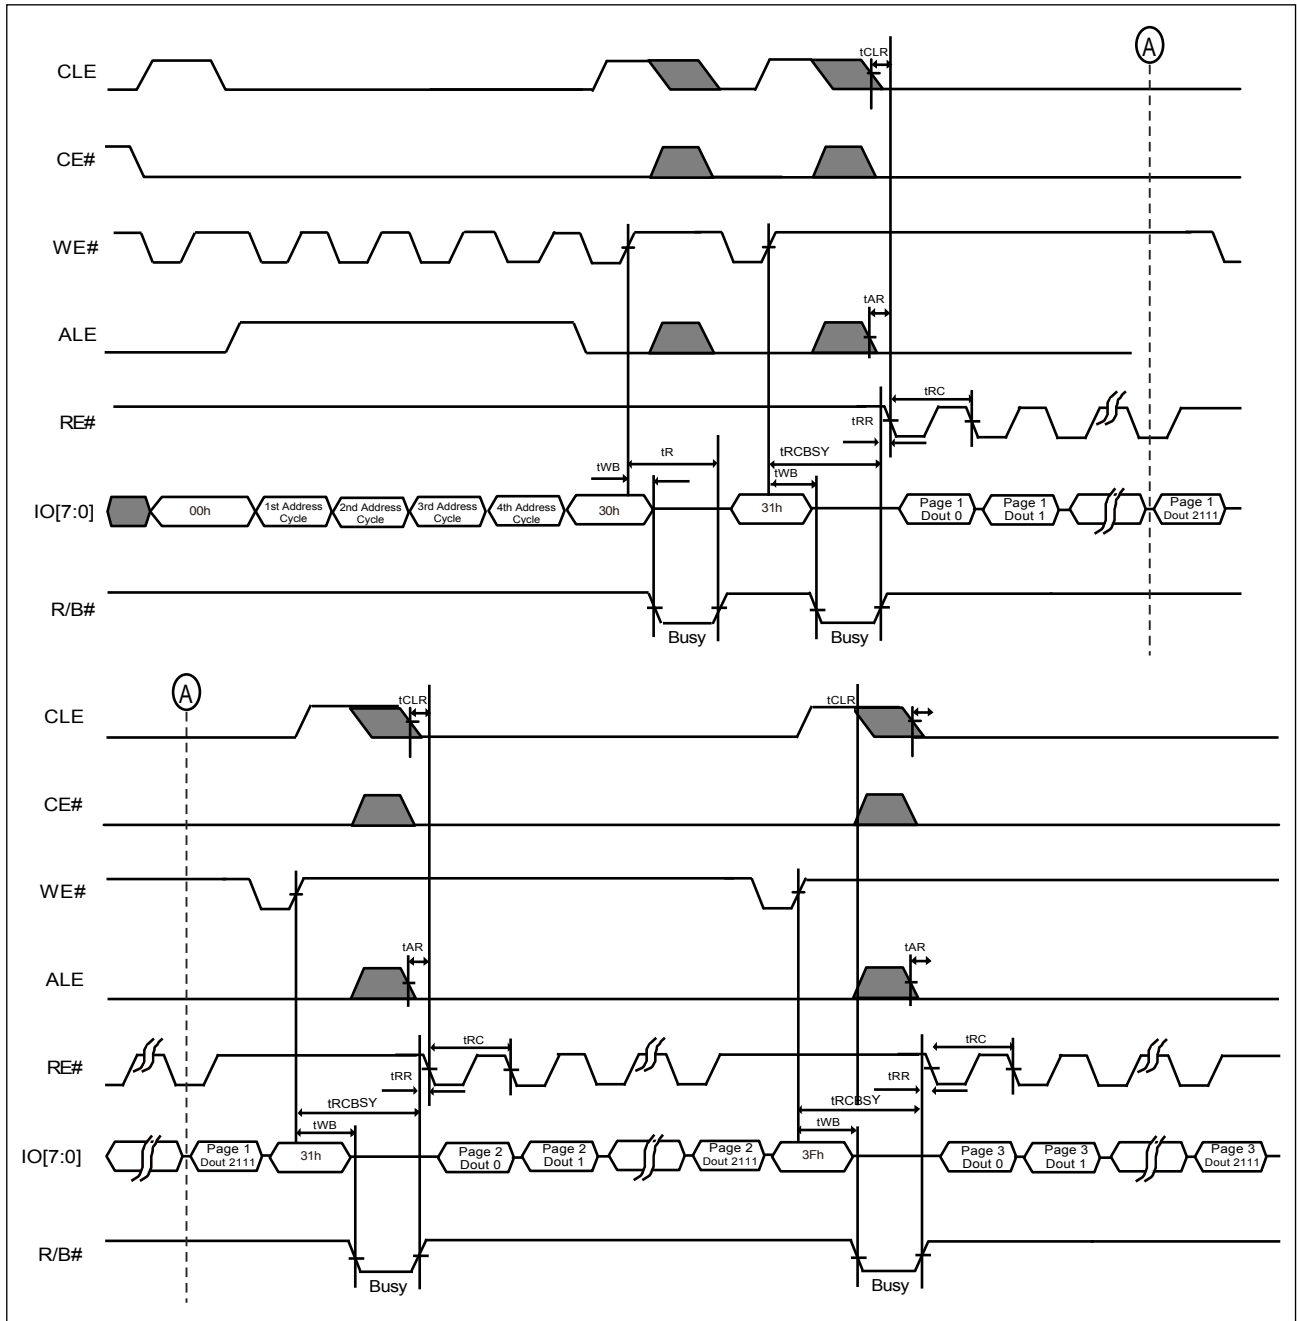 A
tCLR
CLE
CE#
WE#
tAR
ALE
tRC
RE#
tRR
tR
tRCBSY
tWB
tWB
IO[7:0]
00h
1st Address
Cycle
2nd Address
Cycle
3rd Address
Cycle
4th Address
Cycle
30h
31h
Page 1
Dout 0
Page 1
Dout 1
Page 1
Dout 2111
R/B#
Busy
Busy
A
tCLR
tCLR
CLE
CE#
WE#
tAR
tAR
ALE
tRC
tRC
RE#
tRR
tRR
tRCBSY
tRCBSY
tWB
tWB
IO[7:0]
Page 1
Dout 2111
31h
Page 2
Dout 0
Page 2
Dout 1
Page 2
Dout 2111
3Fh
Page 3
Dout 0
Page 3
Dout 1
Page 3
Dout 2111
R/B#
Busy
Busy